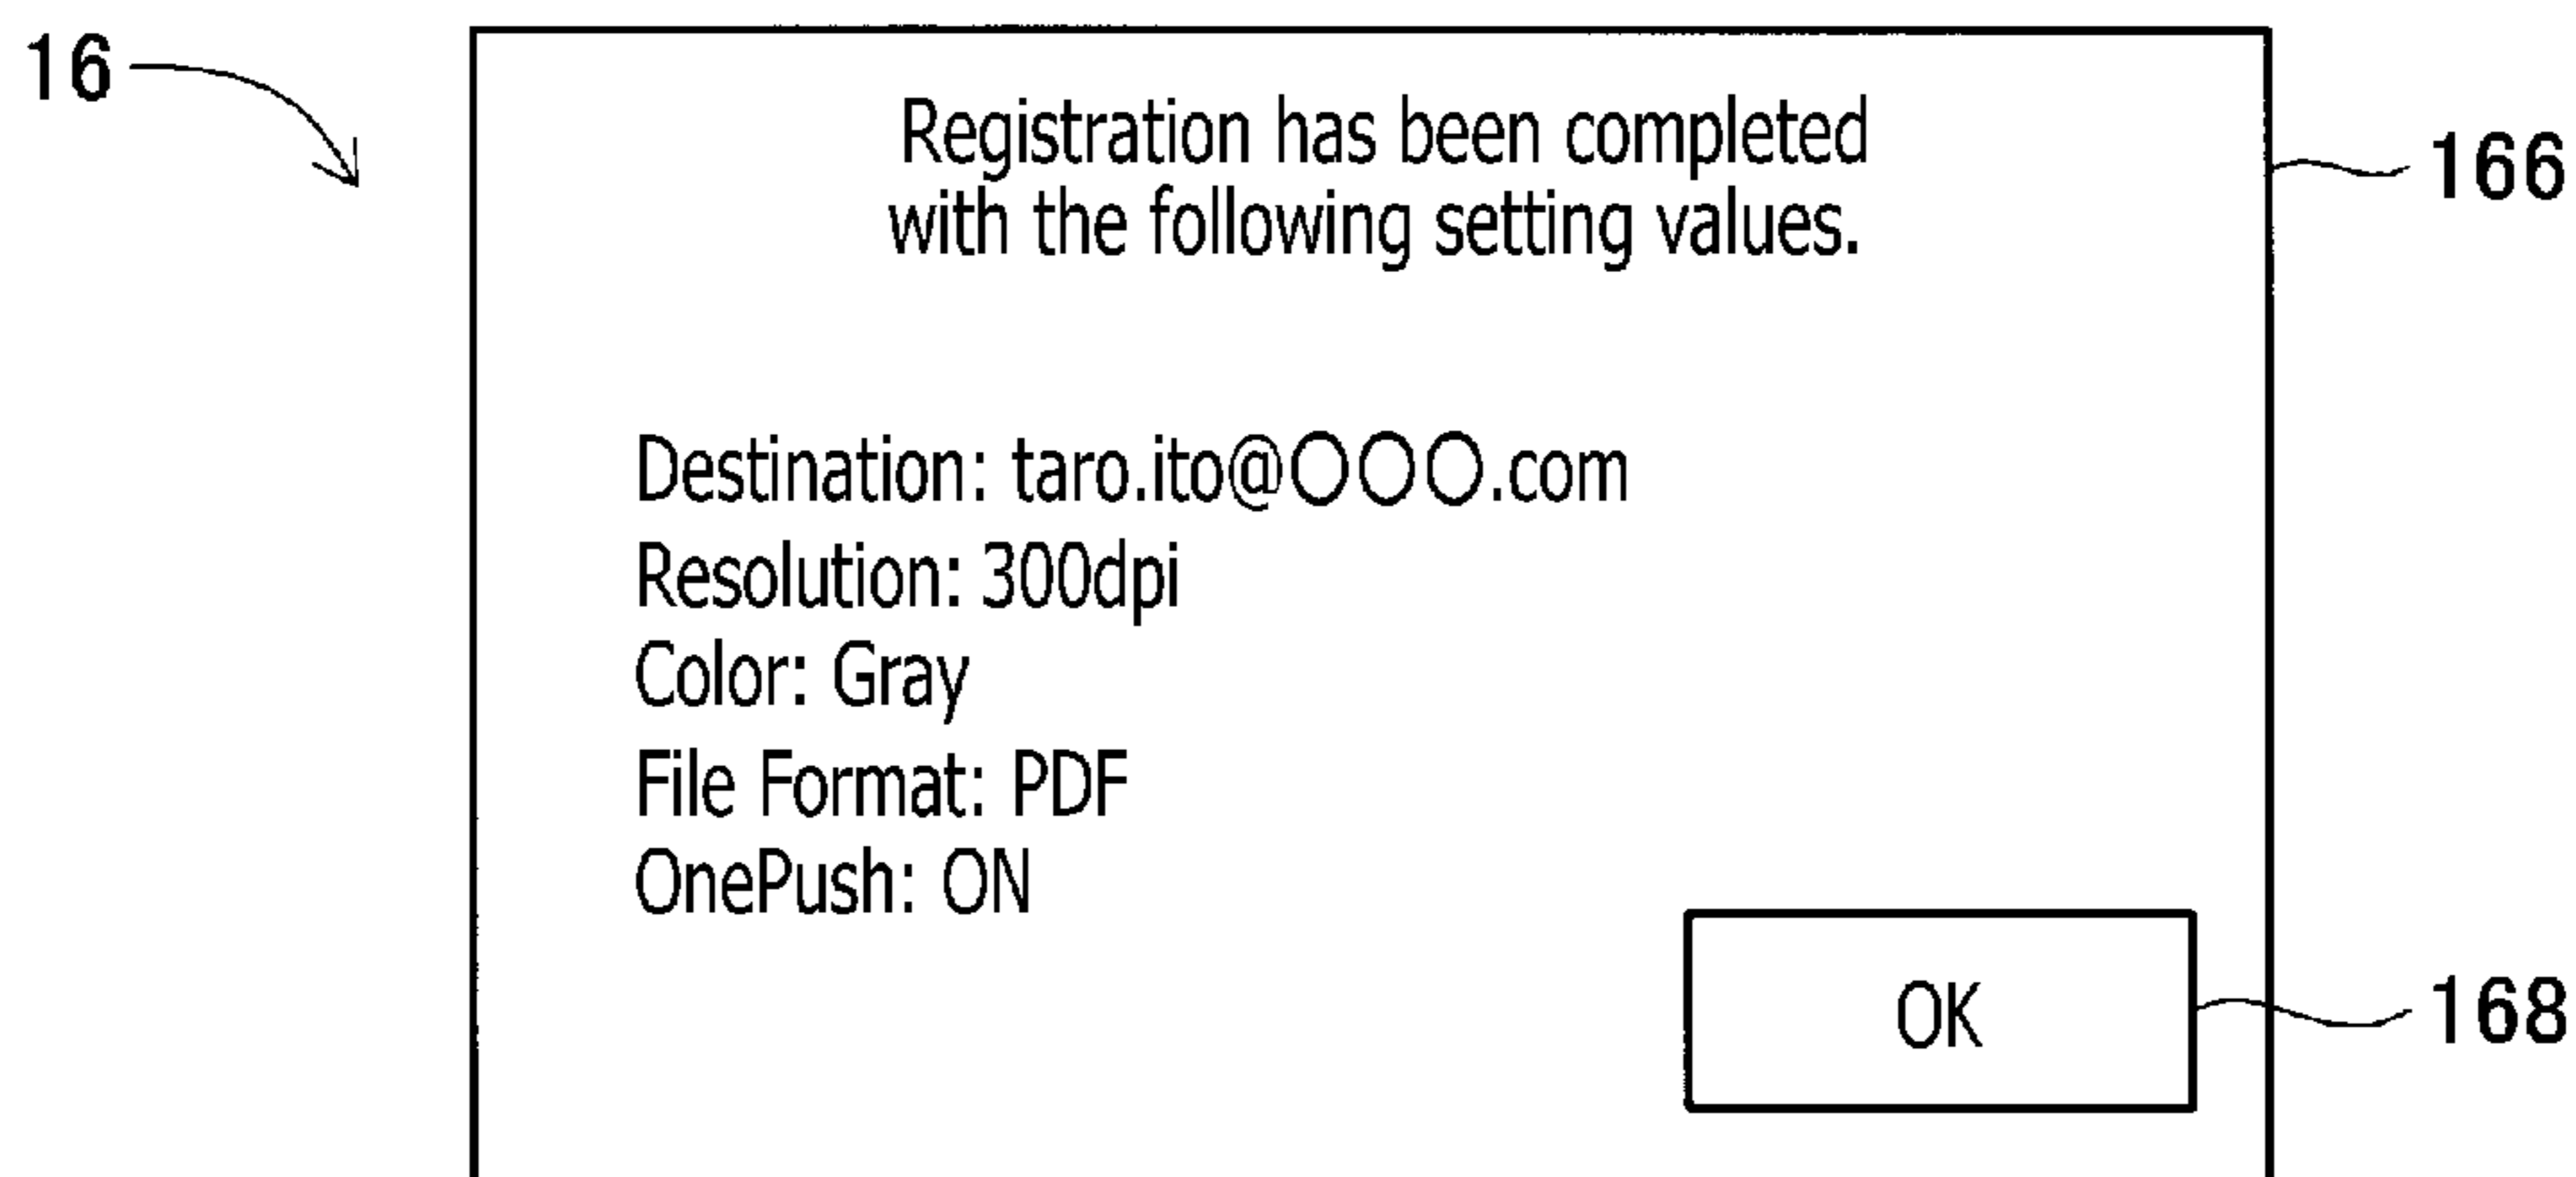 16
Registration has been completed
166
with the following setting values.
Destination: taro.ito@○○○.com
Resolution: 300dpi
Color: Gray
File Format: PDF
OnePush: ON
OK
168